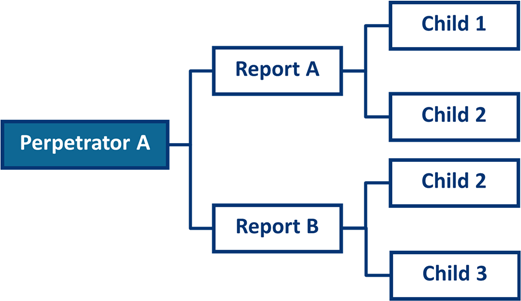 Perpetrator A
Report A
Child 1
Child 2
Report B
Child 2
Child 3